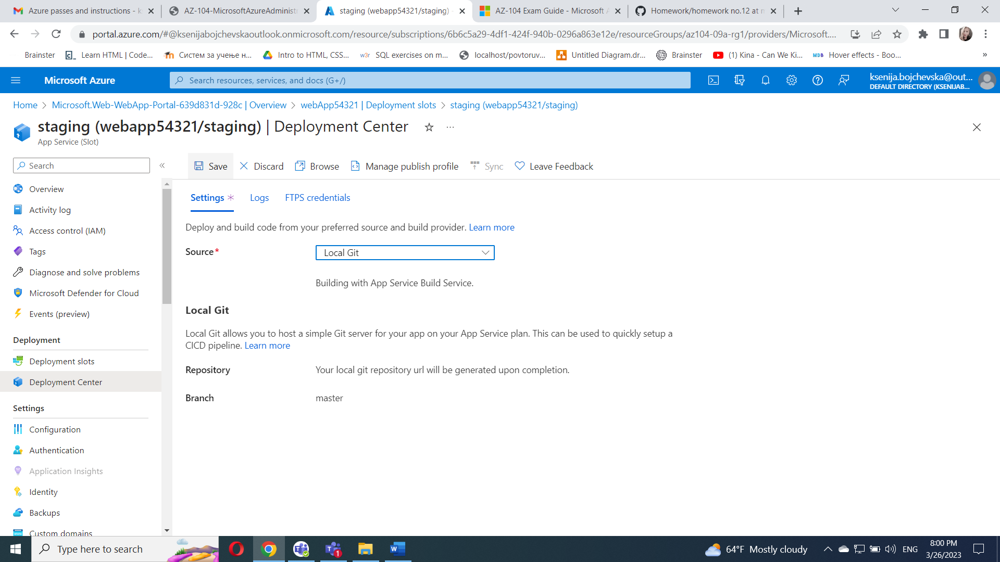 Azure passes and instructions - k
AZ-104-MicrosoftAzureAdministr
staging (webapp54321/staging) -
AZ-104 Exam Guide - Microsoft A
Homework/homework no.12 at m
portal.azure.com/#@ksenijabojchevskaoutlook.onmicrosoft.com/resource/subscriptions/6b6c5a29-4df1-424f-940b-0296a863e12e/resourceGroups/az104-09a-rg1/providers/Microsoft....
Brainster
Learn HTML | Code...
Систем за учење н...
Intro to HTML, CSS...
w3r SQL exercises on m...
localhost/povtoruv...
Untitled Diagram.dr...
Brainster
(1) Kina - Can We Ki...
MDB Hover effects - Boo...
»
Microsoft Azure
Search resources, services, and docs (G+/)
ksenija.bojchevska@out...
DEFAULT DIRECTORY (KSENIJAB...
Home > Microsoft.Web-WebApp-Portal-639d831d-928c | Overview > webApp54321 | Deployment slots > staging (webapp54321/staging)
staging (webapp54321/staging) | Deployment Center
App Service (Slot)
Search
«
Save
Discard
Browse
Manage publish profile
Sync
Leave Feedback
Overview
Activity log
Access control (IAM)
Tags
Diagnose and solve problems
Microsoft Defender for Cloud
Events (preview)
Deployment
Deployment slots
Deployment Center
Settings
Configuration
Authentication
Application Insights
Identity
Backups
Custom domains
Settings
Logs
FTPS credentials
Deploy and build code from your preferred source and build provider. Learn more
Source*
Local Git
Building with App Service Build Service.
Local Git
Local Git allows you to host a simple Git server for your app on your App Service plan. This can be used to quickly setup a
CICD pipeline. Learn more
Repository
Your local git repository url will be generated upon completion.
Branch
master
Type here to search
1
64°F Mostly cloudy
ENG
8:00 PM
3/26/2023